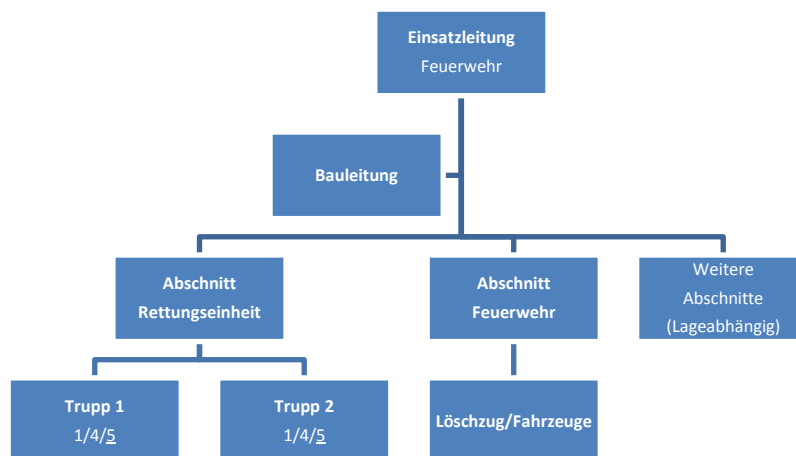 Einsatzleitung
Feuerwehr
Bauleitung
Abschnitt
Rettungseinheit
Abschnitt
Feuerwehr
Weitere
Abschnitte
(Lageabhängig)
Trupp 1
1/4/5
Trupp 2
1/4/5
Löschzug/Fahrzeuge